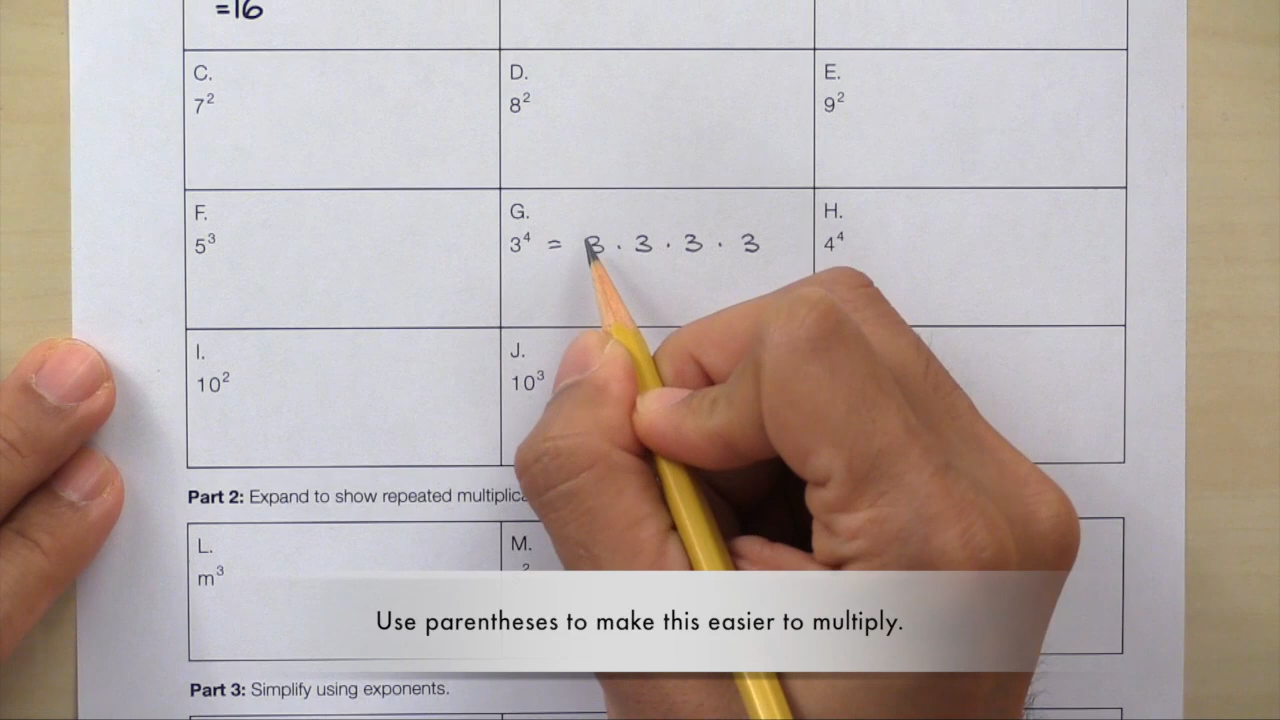 =16
C.
7²
D.
8²
E.
9²
F.
5³
G.
3⁴ = 3 · 3 · 3 · 3
H.
4⁴
I.
10²
J.
10³
Part 2: Expand to show repeated
L.
m³
M.
2
Use parentheses to make this easier to multiply.
Part 3: Simplify using exponents.